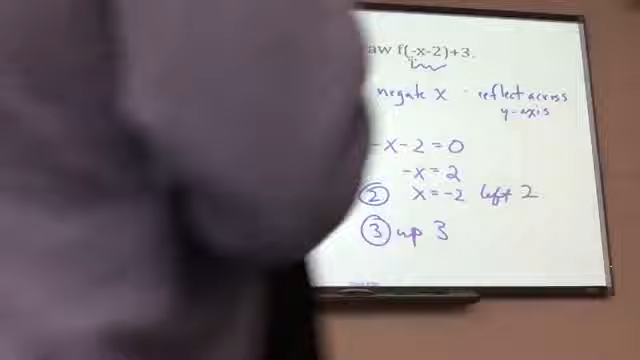 aw f(-x-2)+3.
negate x - reflect across
y-axis
-x-2=0
-x=2
② x=-2 left 2
③ up 3